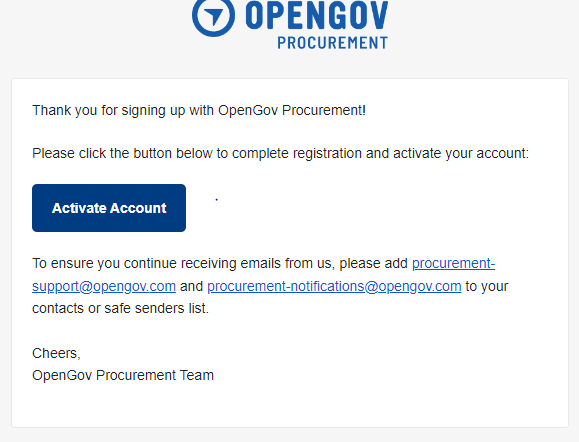 OPENGOV
PROCUREMENT
Thank you for signing up with OpenGov Procurement!
Please click the button below to complete registration and activate your account:
Activate Account
To ensure you continue receiving emails from us, please add procurement-
support@opengov.com and procurement-notifications@opengov.com to your
contacts or safe senders list.
Cheers,
OpenGov Procurement Team